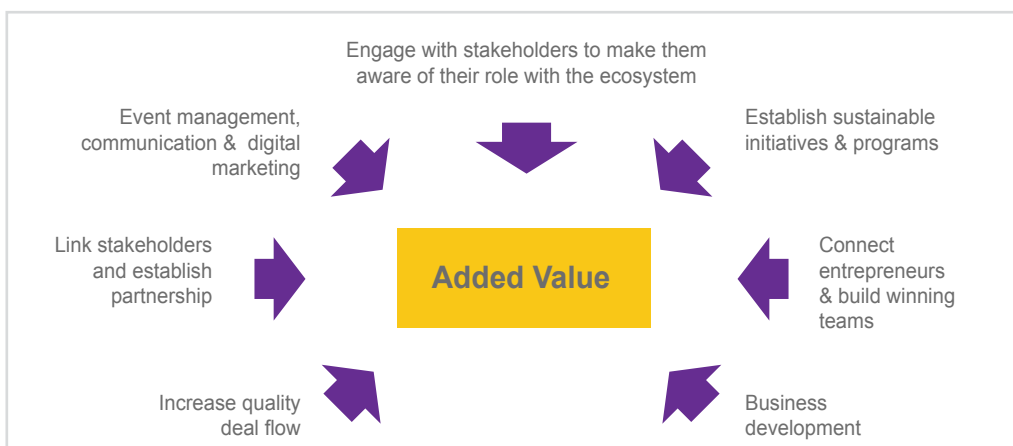 Engage with stakeholders to make them
aware of their role with the ecosystem
Event management,
communication & digital
marketing
Establish sustainable
initiatives & programs
Link stakeholders
and establish
partnership
Added Value
Connect
entrepreneurs
& build winning
teams
Increase quality
deal flow
Business
development